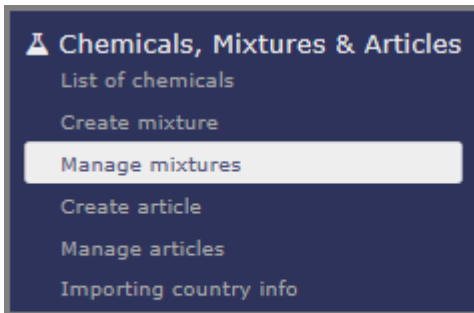 Chemicals, Mixtures & Articles
List of chemicals
Create mixture
Manage mixtures
Create article
Manage articles
Importing country info